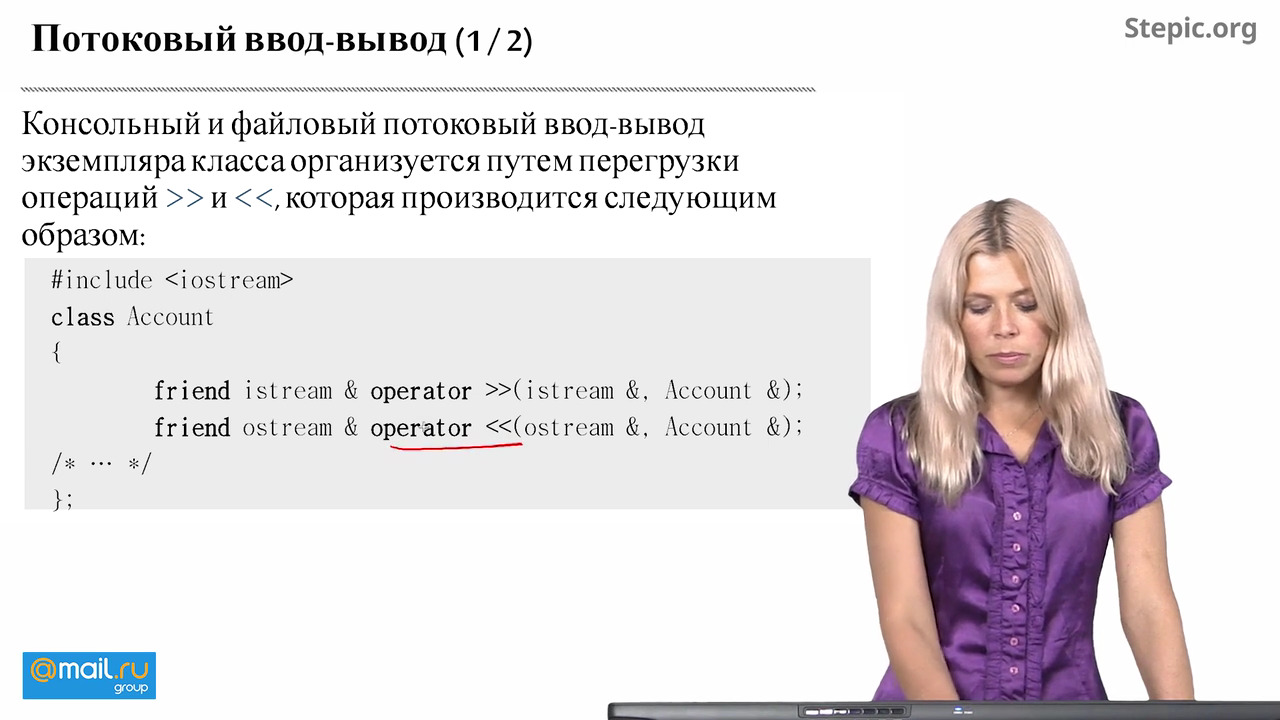 Потоковый ввод-вывод (1 / 2)
Stepic.org
Консольный и файловый потоковый ввод-вывод
экземпляра класса организуется путем перегрузки
операций >> и <<, которая производится следующим
образом:
#include <iostream>
class Account
{
friend istream & operator >>(istream &, Account &);
friend ostream & operator <<(ostream &, Account &);
/* … */
};
@mail.ru
group